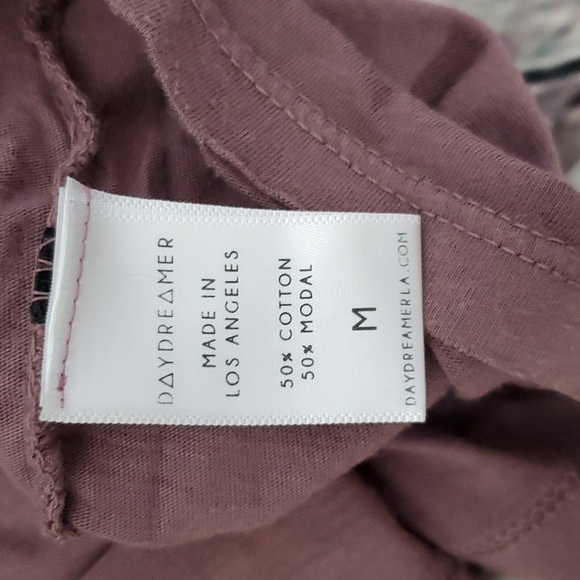 DAYDREAMER
MADE IN
LOS ANGELES
50% COTTON
50% MODAL
M
DAYDREAMERLA.COM